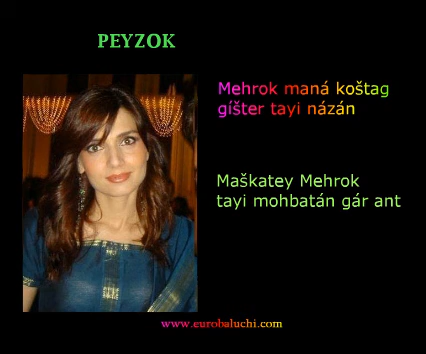 PEYZOK
Mehrok maná koštag
gíšter tayi názán
Maškatey Mehrok
tayi mohbatán gár ant
www.eurobaluchi.com